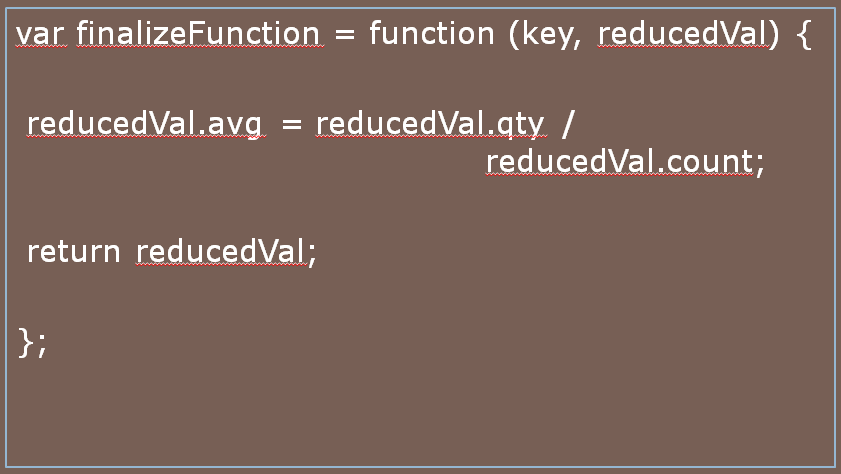 var finalizeFunction = function (key, reducedVal) {
reducedVal.avg = reducedVal.qty /
reducedVal.count;
return reducedVal;
};